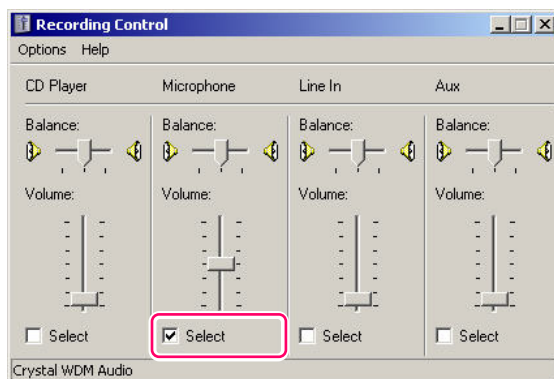 Recording Control
Options Help
CD Player Microphone Line In Aux
Balance: Balance: Balance: Balance:
Volume: Volume: Volume: Volume:
Select Select Select Select
Crystal WDM Audio